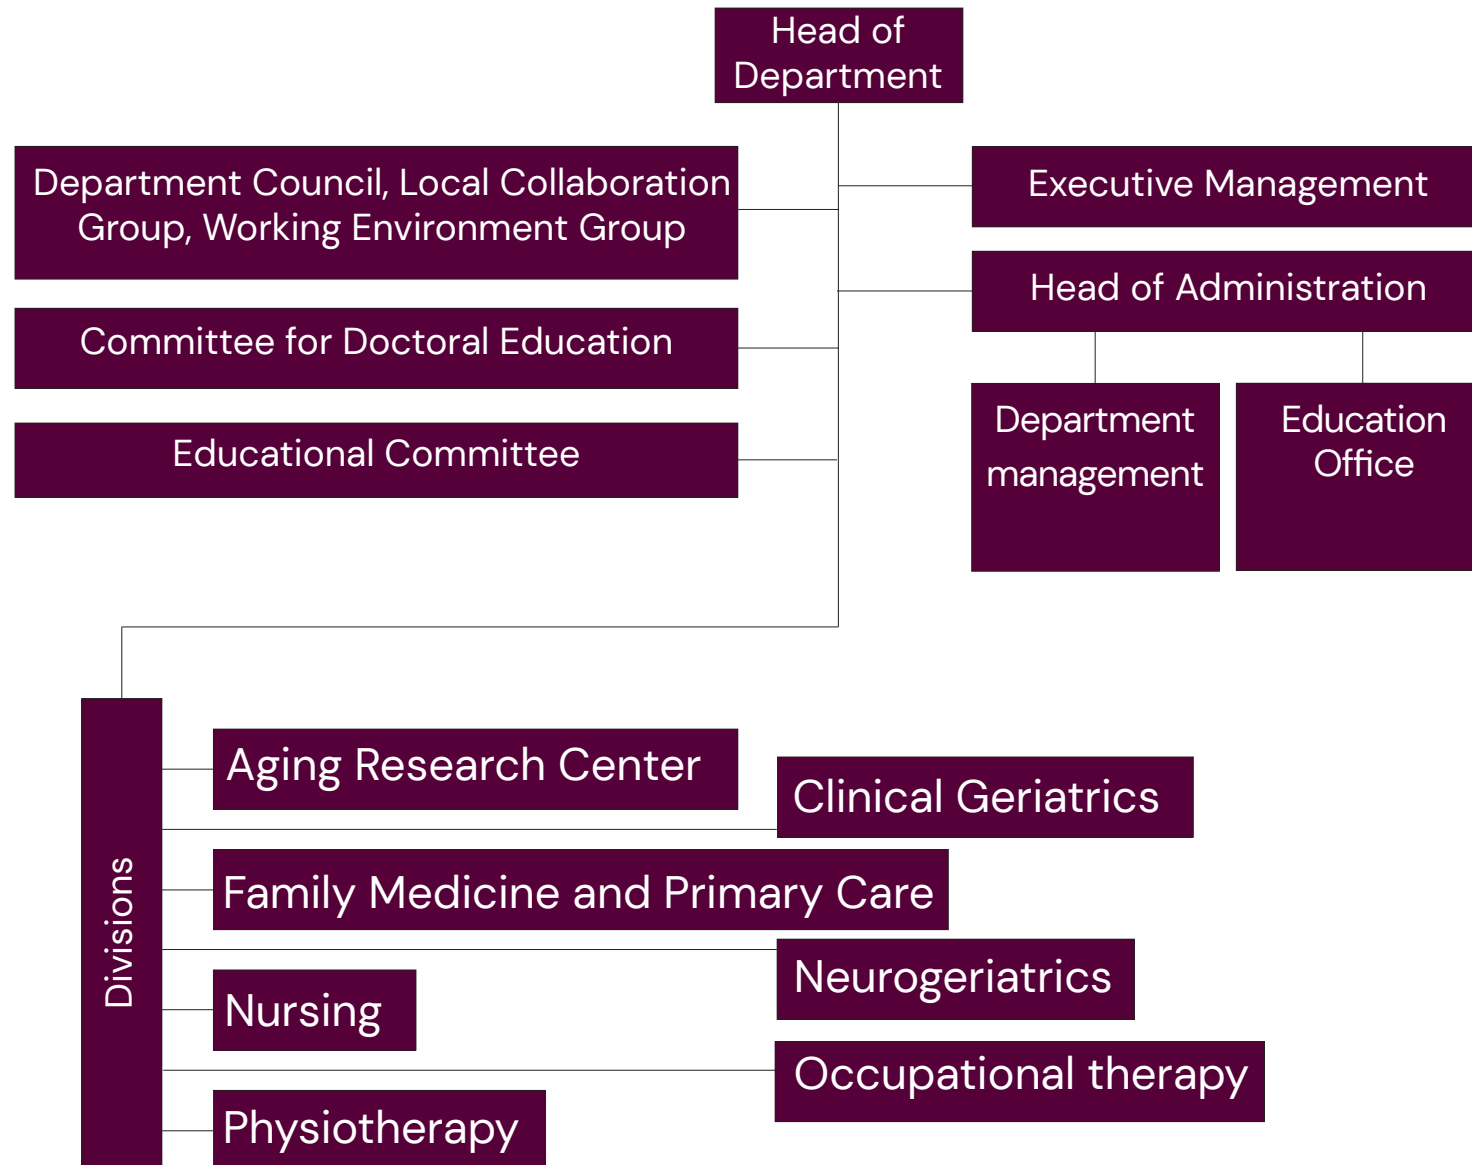 Head of
Department
Department Council, Local Collaboration
Group, Working Environment Group
Executive Management
Head of Administration
Committee for Doctoral Education
Educational Committee
Department
management
Education
Office
Divisions
Aging Research Center
Clinical Geriatrics
Family Medicine and Primary Care
Neurogeriatrics
Nursing
Occupational therapy
Physiotherapy